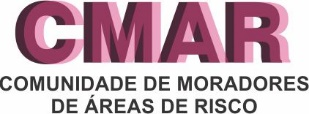 CMAR
COMUNIDADE DE MORADORES
DE ÁREAS DE RISCO